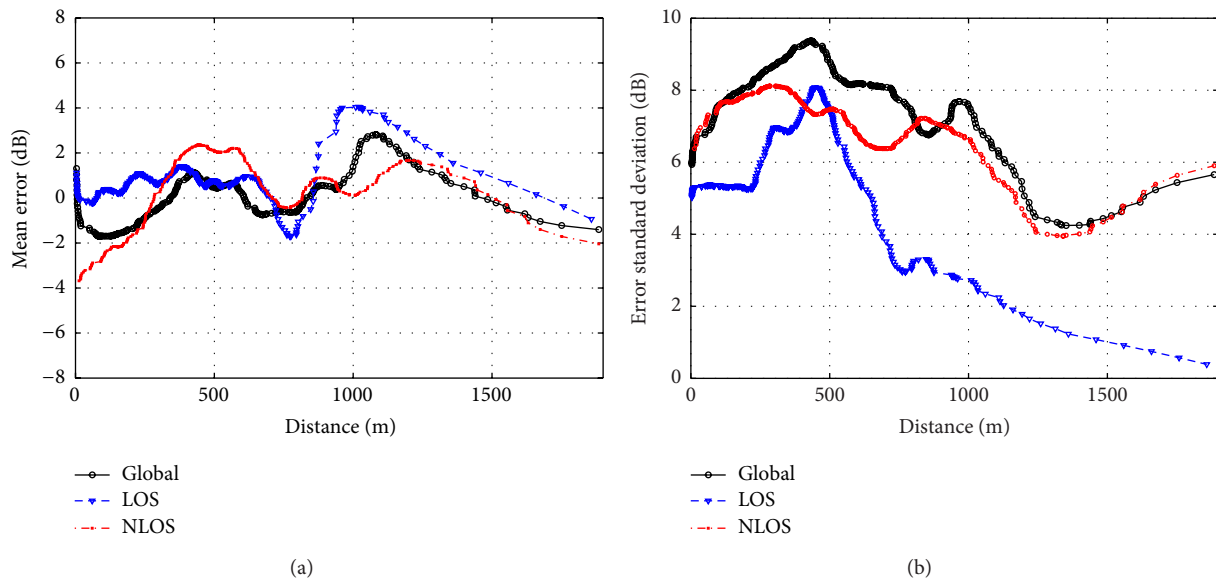 8
6
4
2
0
−2
−4
−6
−8
Mean error (dB)
0 500 1000 1500
Distance (m)
Global
LOS
NLOS
(a)
10
8
6
4
2
0
Error standard deviation (dB)
0 500 1000 1500
Distance (m)
Global
LOS
NLOS
(b)